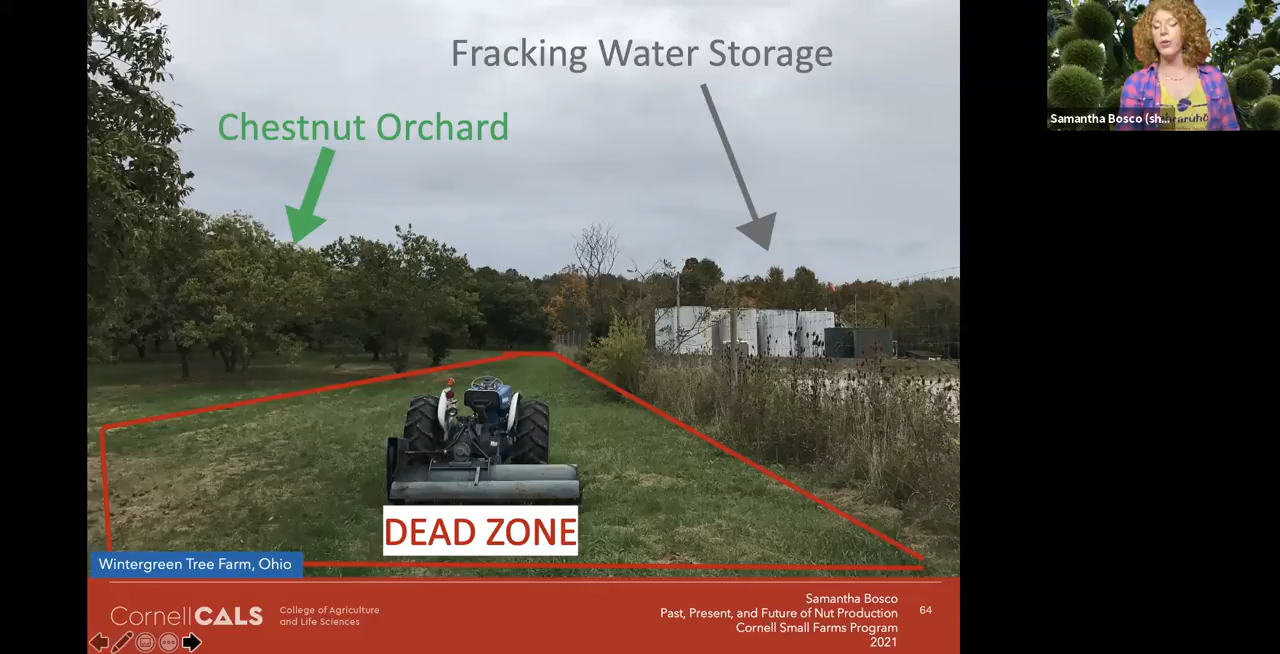 Fracking Water Storage
Chestnut Orchard
Samantha Bosco (sh...
DEAD ZONE
Wintergreen Tree Farm, Ohio
CornellCALS
College of Agriculture
and Life Sciences
Samantha Bosco
Past, Present, and Future of Nut Production
Cornell Small Farms Program
2021
64